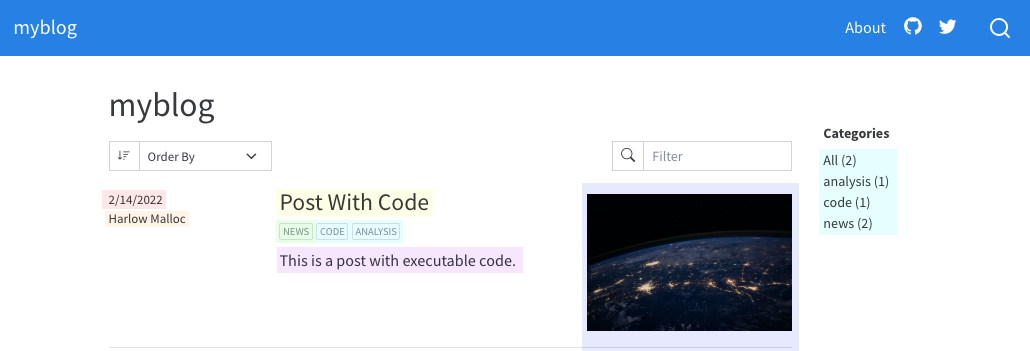 myblog
About
myblog
Order By
Filter
Categories
All (2)
analysis (1)
code (1)
news (2)
2/14/2022
Harlow Malloc
Post With Code
NEWS CODE ANALYSIS
This is a post with executable code.